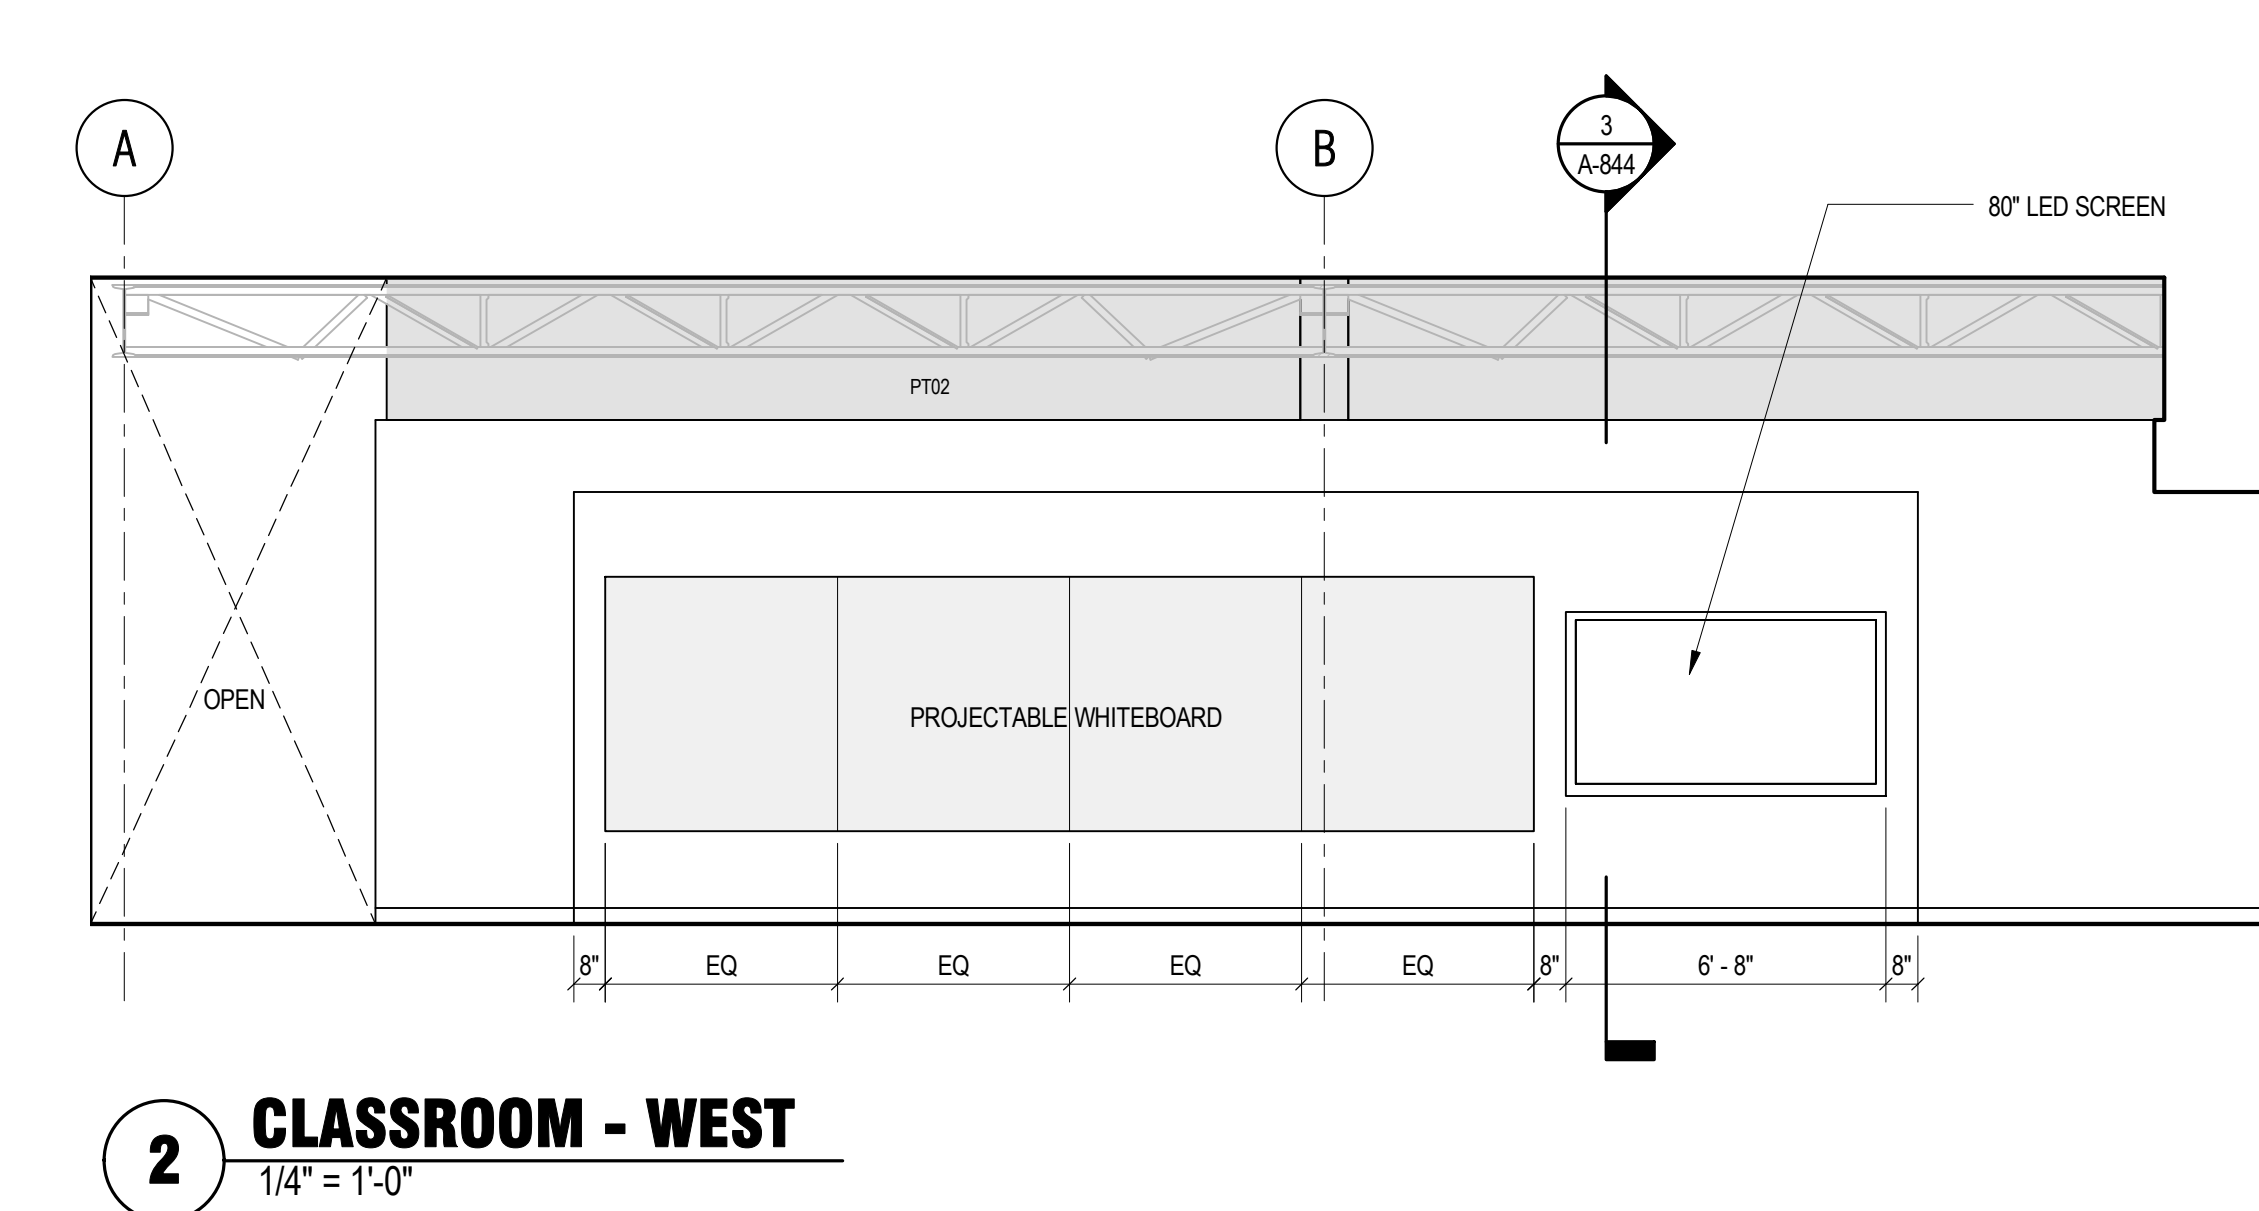 A
B
3
A-844
80" LED SCREEN
PT02
OPEN
PROJECTABLE WHITEBOARD
8" EQ EQ EQ EQ 8" 6' - 8" 8"
2
CLASSROOM - WEST
1/4" = 1'-0"